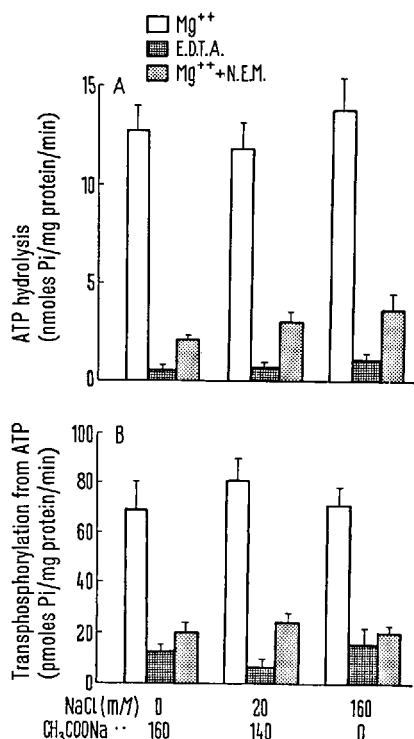 Mg++
E.D.T.A.
Mg++ + N.E.M.
A
ATP hydrolysis
(nmoles Pi/mg protein/min)
15
10
5
0
B
Transphosphorylation from ATP
(pmoles Pi/mg protein/min)
100
80
60
40
20
0
NaCl (mM) 0 20 160
CH3COONa ·· 160 140 0